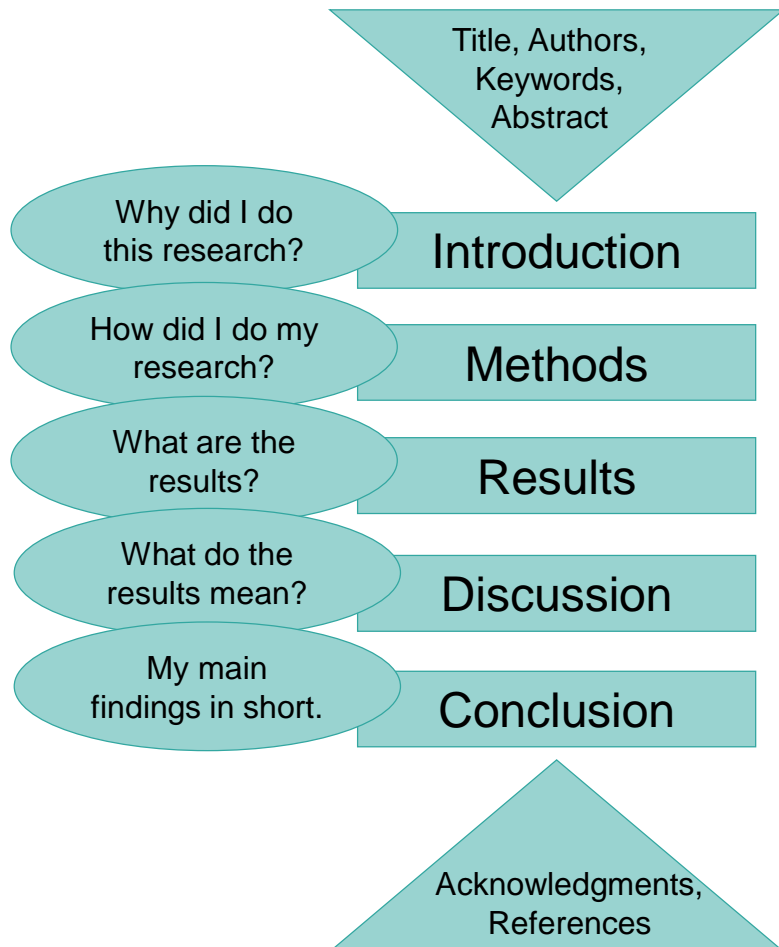 Title, Authors,
Keywords,
Abstract
Why did I do
this research?
Introduction
How did I do my
research?
Methods
What are the
results?
Results
What do the
results mean?
Discussion
My main
findings in short.
Conclusion
Acknowledgments,
References